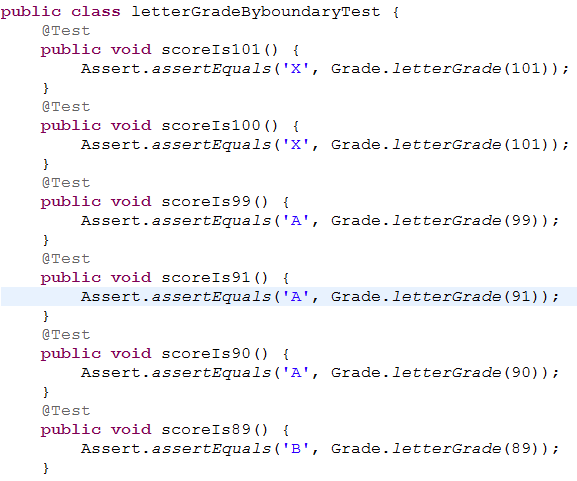 public class letterGradeByboundaryTest {
@Test
public void scoreIs101() {
Assert.assertEquals('X', Grade.letterGrade(101));
}
@Test
public void scoreIs100() {
Assert.assertEquals('X', Grade.letterGrade(101));
}
@Test
public void scoreIs99() {
Assert.assertEquals('A', Grade.letterGrade(99));
}
@Test
public void scoreIs91() {
Assert.assertEquals('A', Grade.letterGrade(91));
}
@Test
public void scoreIs90() {
Assert.assertEquals('A', Grade.letterGrade(90));
}
@Test
public void scoreIs89() {
Assert.assertEquals('B', Grade.letterGrade(89));
}